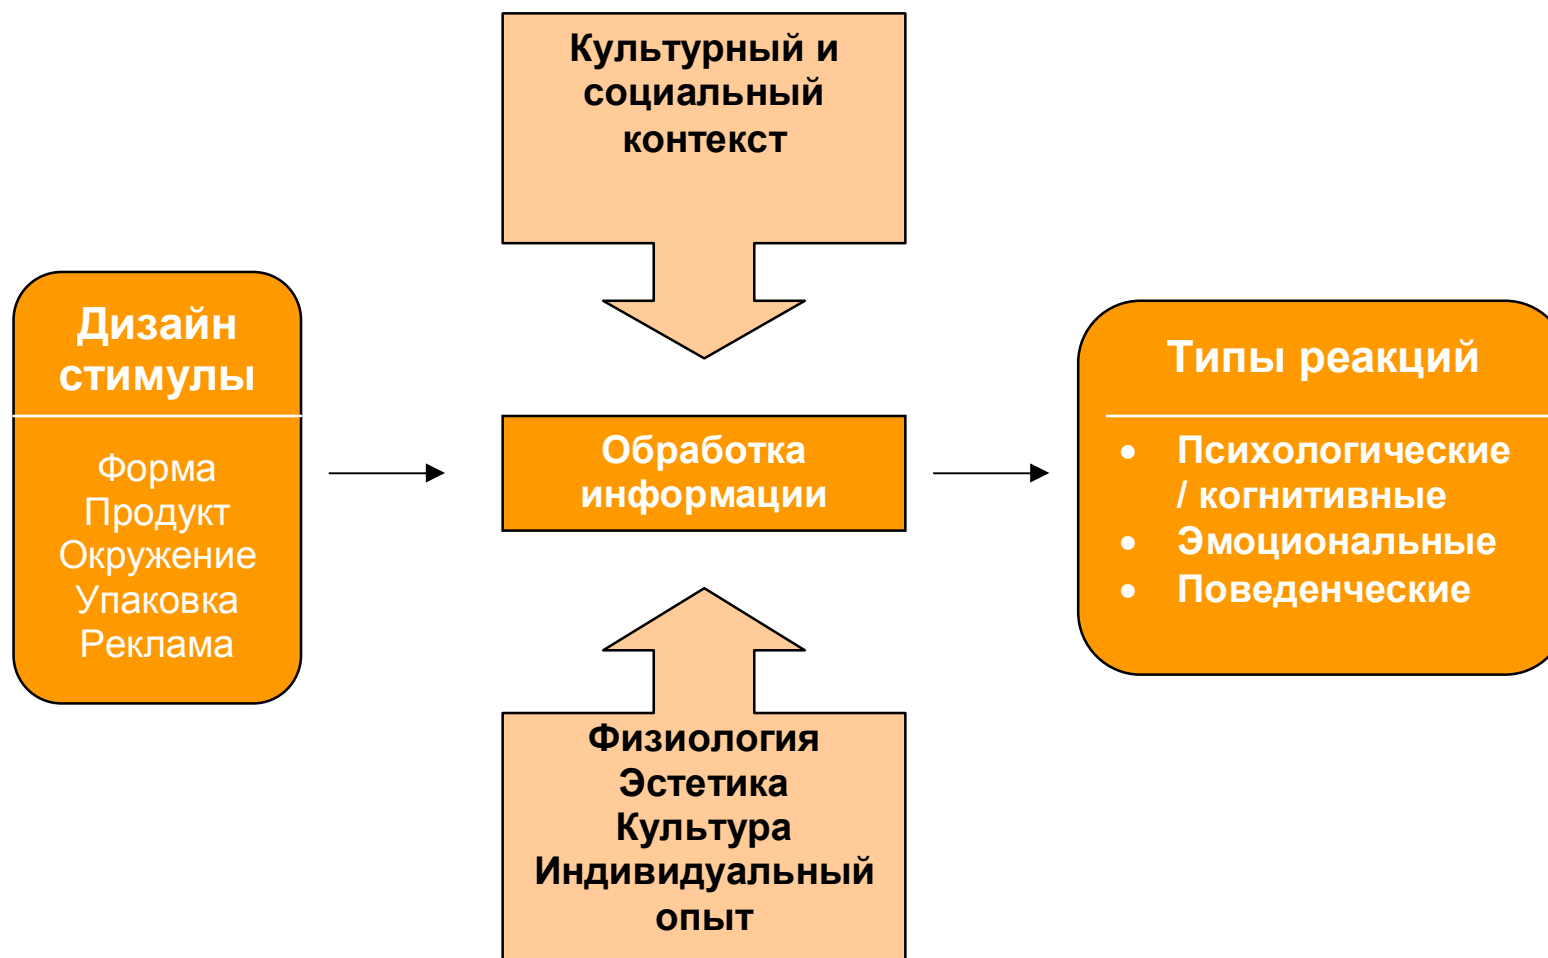 Культурный и
социальный
контекст
Дизайн
стимулы
Форма
Продукт
Окружение
Упаковка
Реклама
Обработка
информации
Типы реакций
• Психологические
/ когнитивные
• Эмоциональные
• Поведенческие
Физиология
Эстетика
Культура
Индивидуальный
опыт